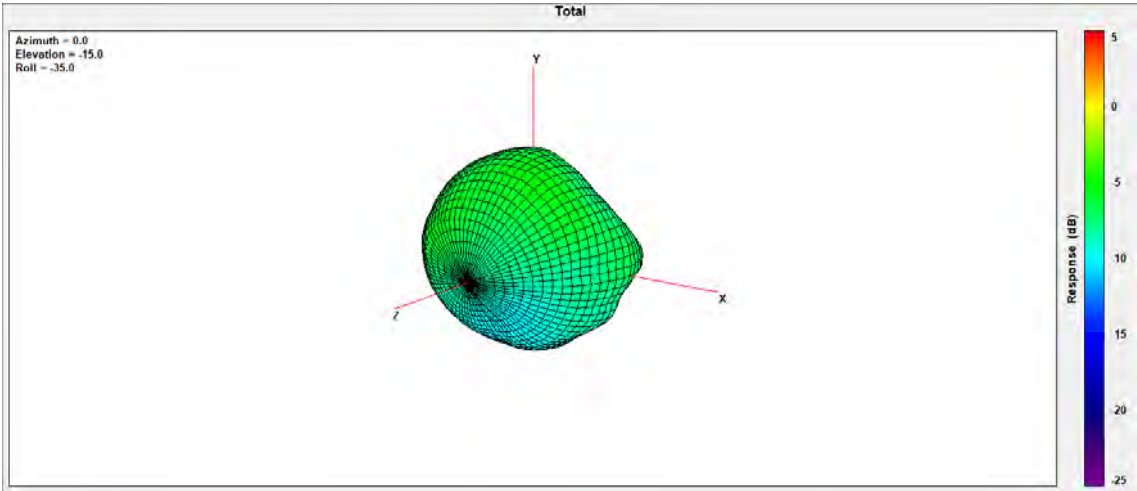 Total
Azimuth = 0.0
Elevation = -15.0
Roll = -35.0
Y
X
Z
5
0
-5
-10
-15
-20
-25
Response (dB)